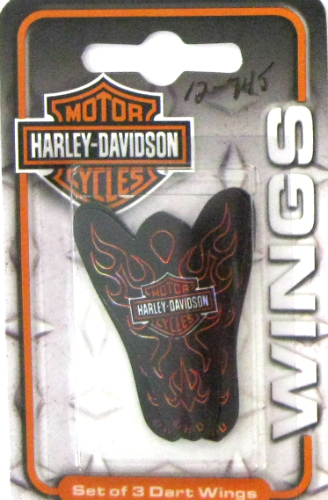 12-745
MOTOR
HARLEY-DAVIDSON
CYCLES
WINGS
MOTOR
HARLEY-DAVIDSON
CYCLES
Set of 3 Dart Wings